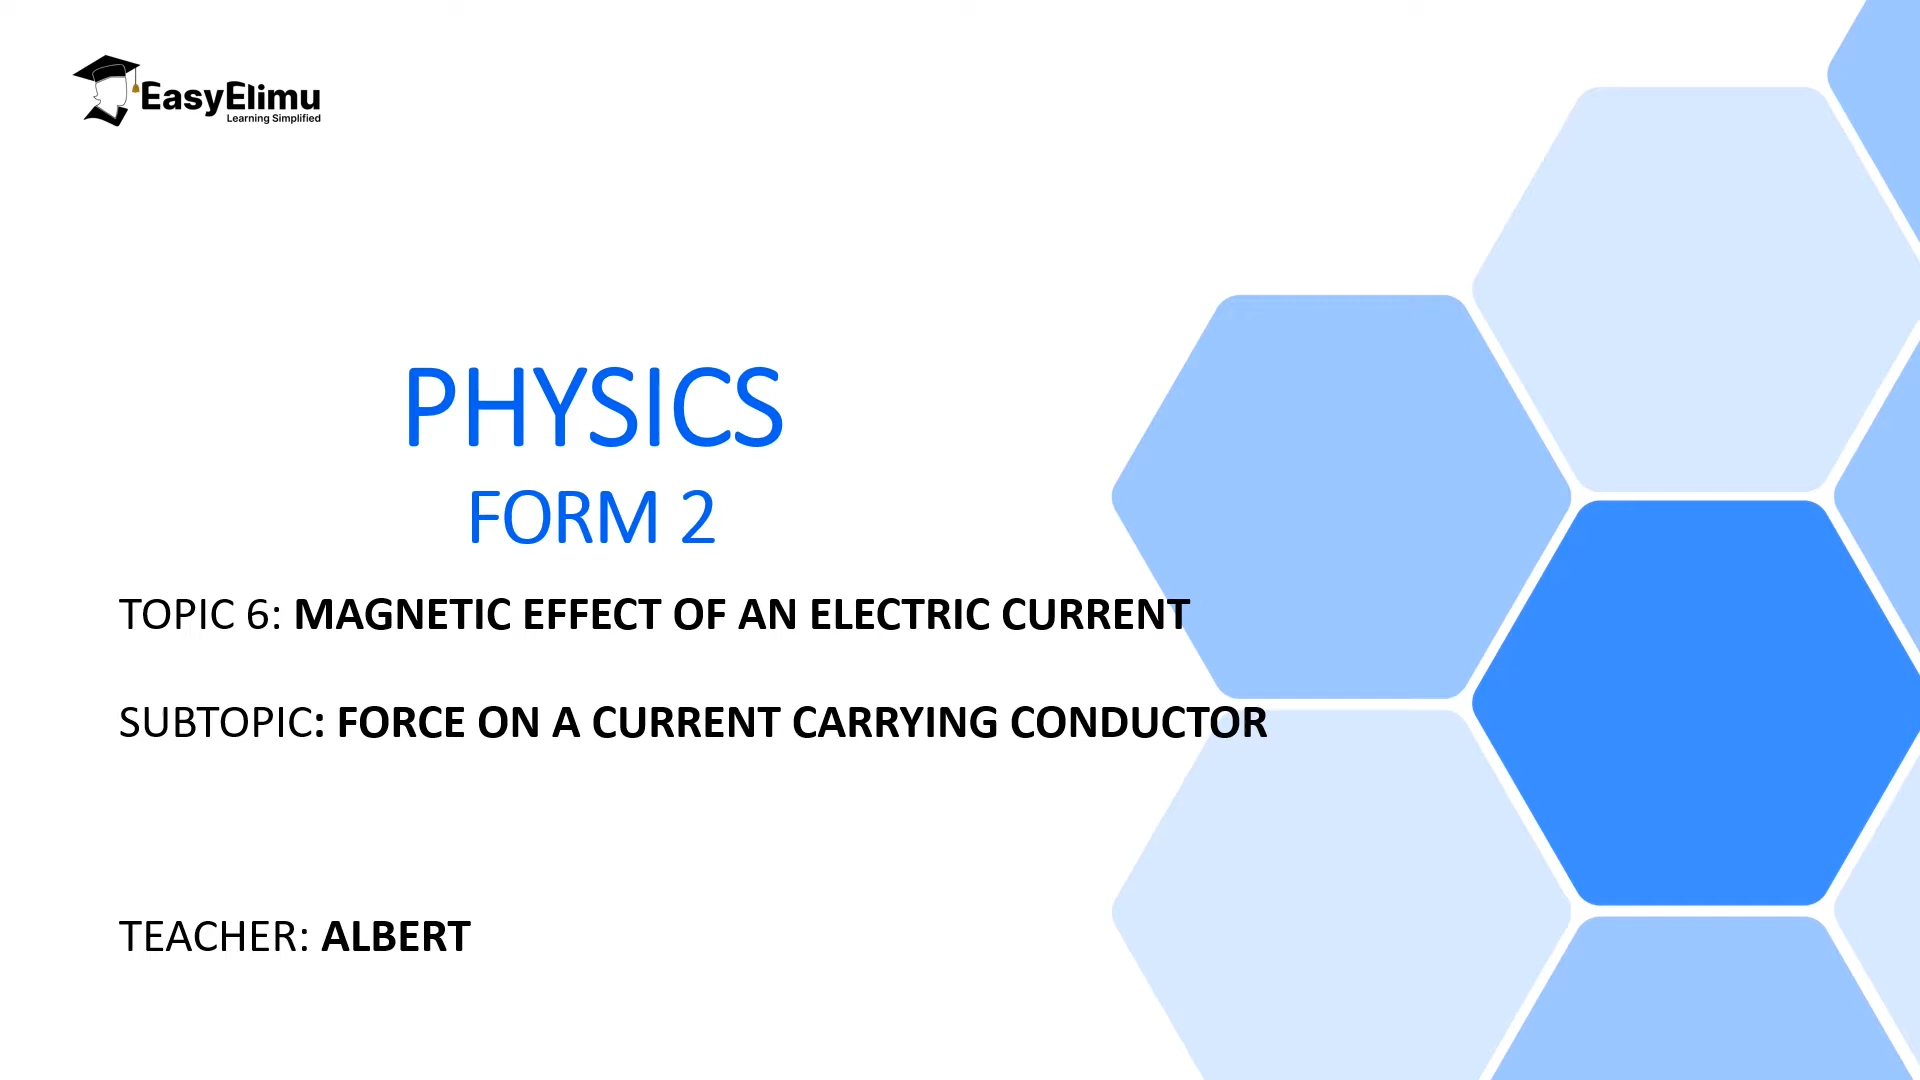 EasyElimu
Learning Simplified
PHYSICS
FORM 2
TOPIC 6: MAGNETIC EFFECT OF AN ELECTRIC CURRENT
SUBTOPIC: FORCE ON A CURRENT CARRYING CONDUCTOR
TEACHER: ALBERT